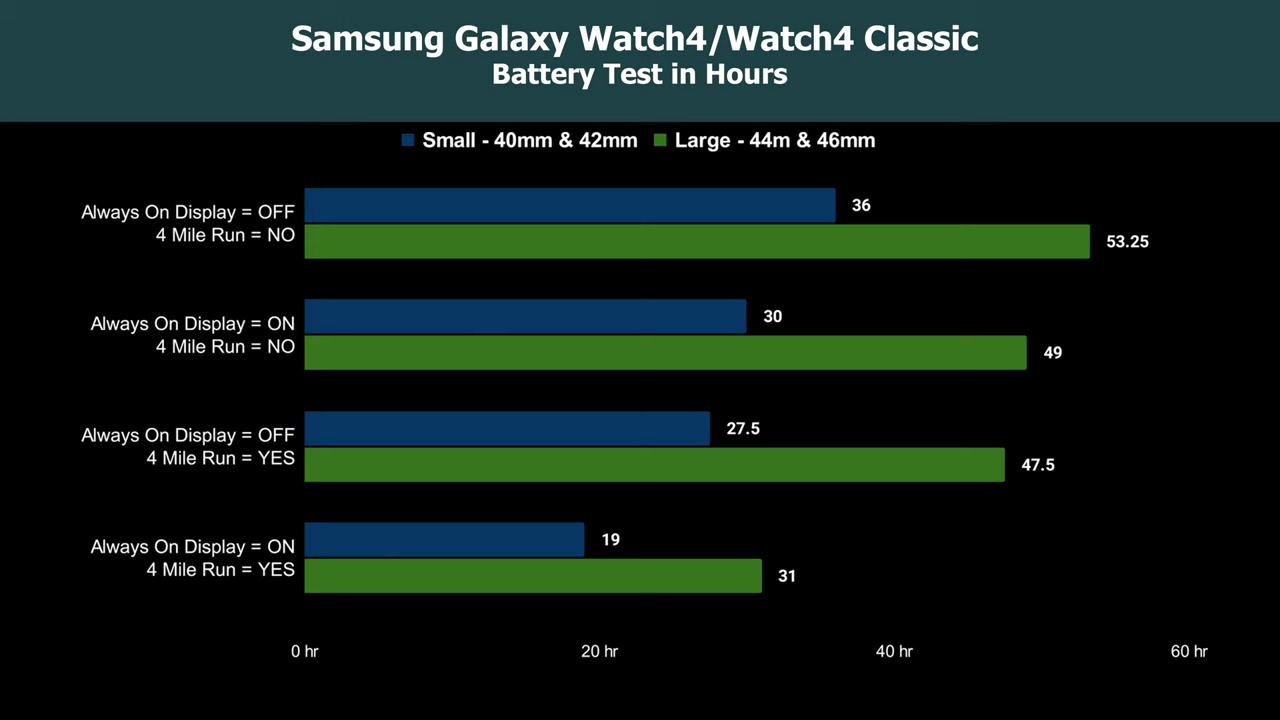 Samsung Galaxy Watch4/Watch4 Classic
Battery Test in Hours
Small - 40mm & 42mm
Large - 44m & 46mm
Always On Display = OFF
4 Mile Run = NO
36
53.25
Always On Display = ON
4 Mile Run = NO
30
49
Always On Display = OFF
4 Mile Run = YES
27.5
47.5
Always On Display = ON
4 Mile Run = YES
19
31
0 hr
20 hr
40 hr
60 hr